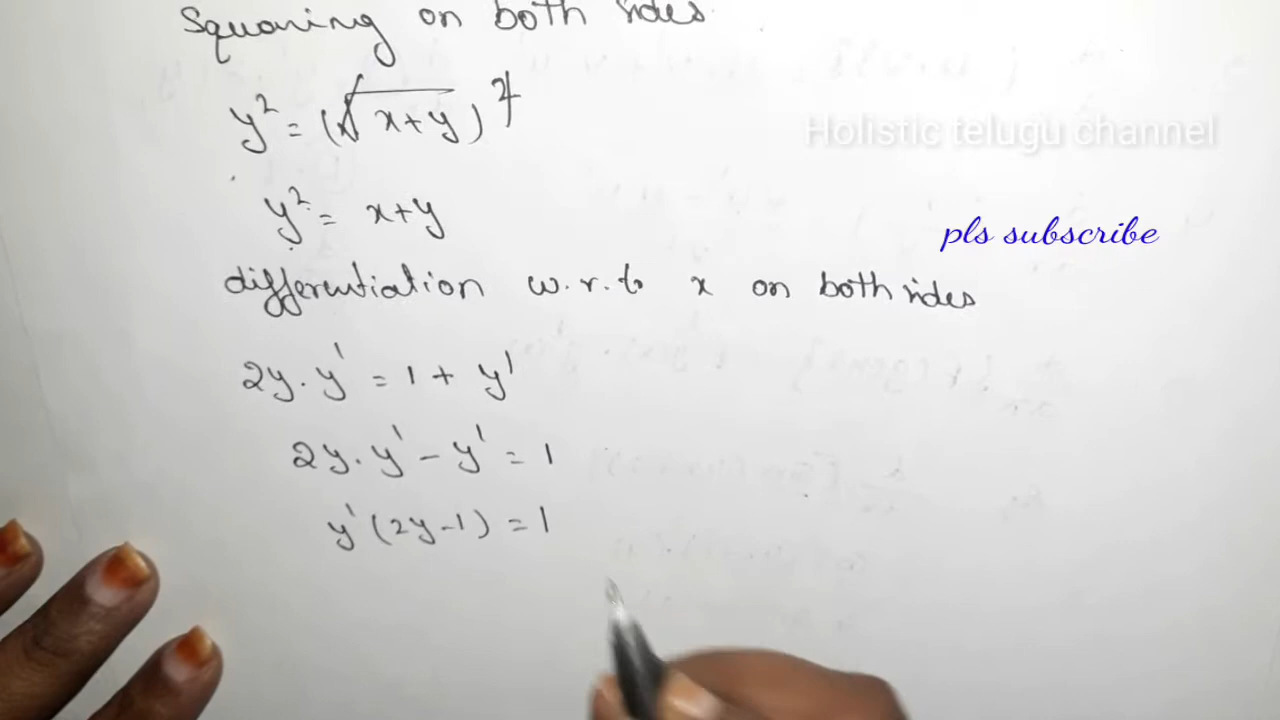 Squaring on both sides
y² = (√x+y)²
Holistic telugu channel
y² = x+y
pls subscribe
differentiation w.r.to x on both sides
2y.y' = 1 + y'
2y.y' - y' = 1
y'(2y-1) = 1